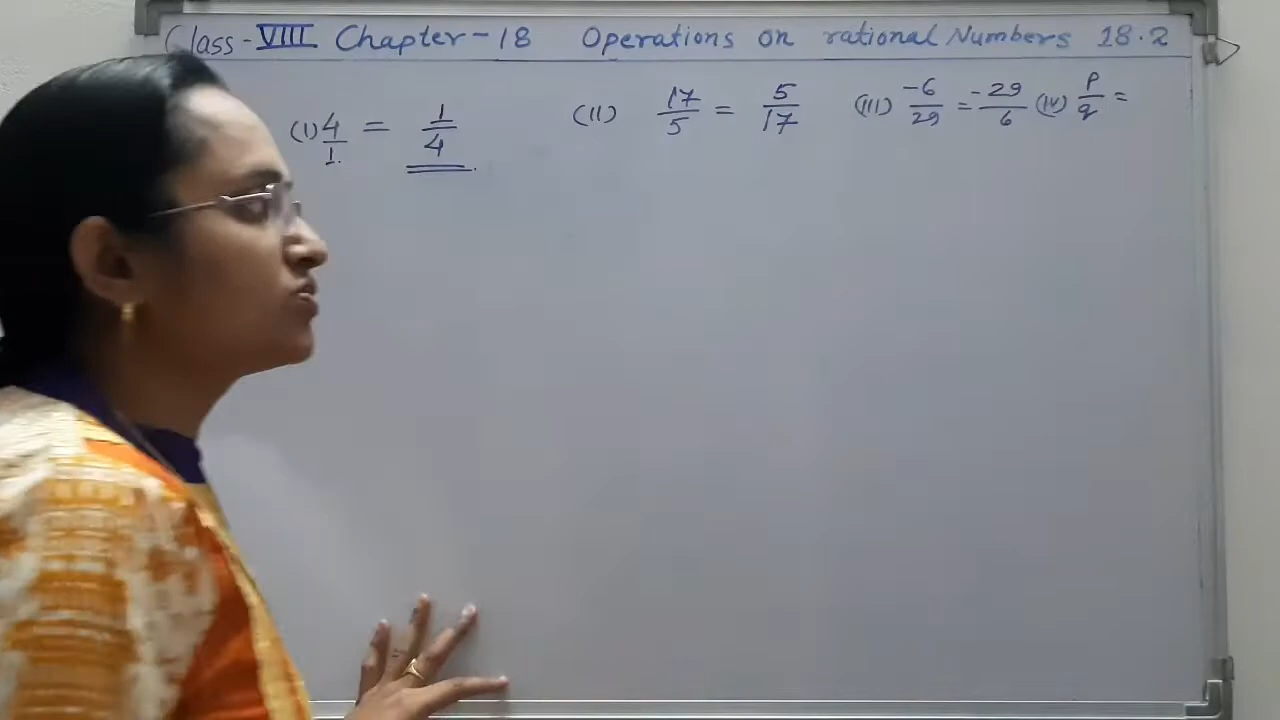 Class - VIII Chapter - 18 Operations on rational Numbers 18.2
(I) 4/1. = 1/4. (II) 17/5 = 5/17 (III) -6/29 = -29/6 (IV) p/q =